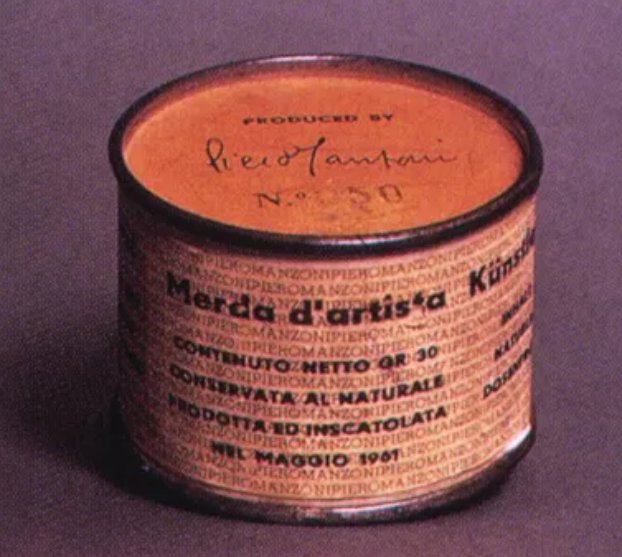 PRODUCED BY
Piero Manzoni
N.º 50
Merda d'artista
CONTENUTO NETTO GR 30
CONSERVATA AL NATURALE
PRODOTTA ED INSCATOLATA
NEL MAGGIO 1961